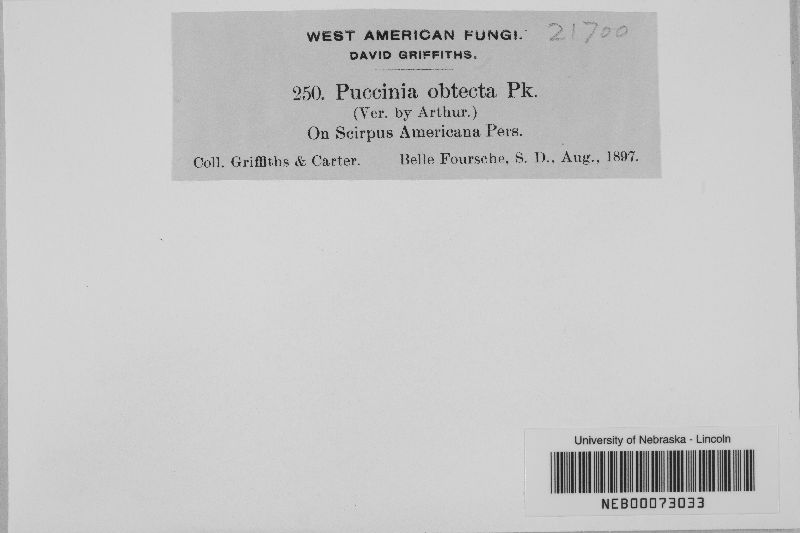 WEST AMERICAN FUNGI. 21700
DAVID GRIFFITHS.
250. Puccinia obtecta Pk.
(Ver. by Arthur.)
On Scirpus Americana Pers.
Coll. Griffiths & Carter. Belle Foursche, S. D., Aug., 1897.
University of Nebraska - Lincoln
NEB00073033